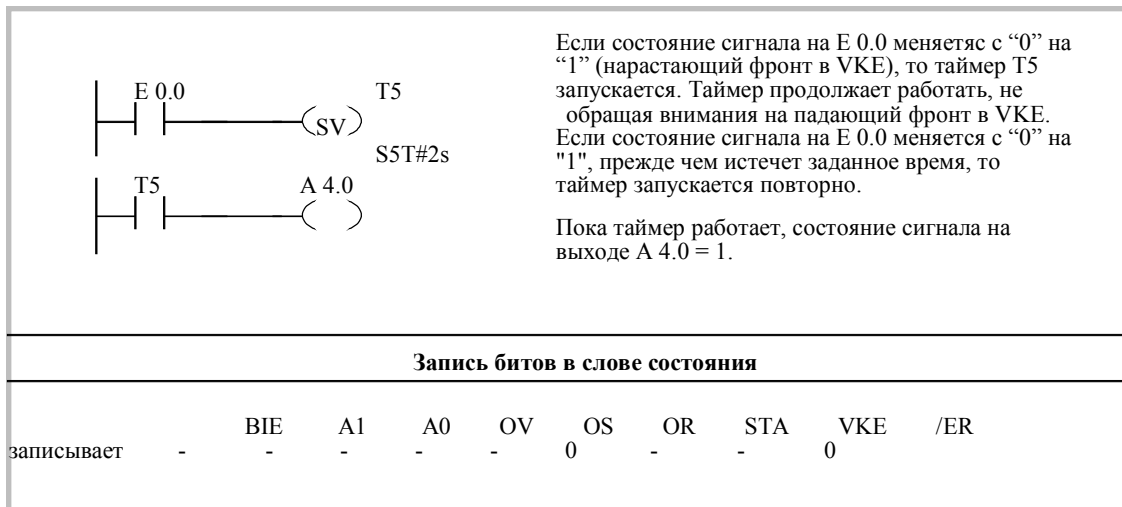 Если состояние сигнала на E 0.0 меняетяс с “0” на
“1” (нарастающий фронт в VKE), то таймер T5
запускается. Таймер продолжает работать, не
обращая внимания на падающий фронт в VKE.
Если состояние сигнала на E 0.0 меняется с “0” на
"1", прежде чем истечет заданное время, то
таймер запускается повторно.
Пока таймер работает, состояние сигнала на
выходе A 4.0 = 1.
E 0.0 T5
SV
S5T#2s
T5 A 4.0
Запись битов в слове состояния
BIE A1 A0 OV OS OR STA VKE /ER
записывает - - - - - 0 - - 0